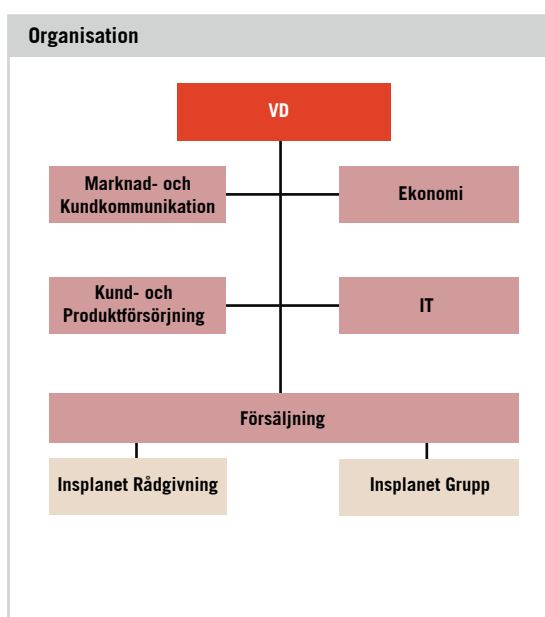 Organisation
VD
Marknad- och
Kundkommunikation
Ekonomi
Kund- och
Produktförsörjning
IT
Försäljning
Insplanet Rådgivning
Insplanet Grupp